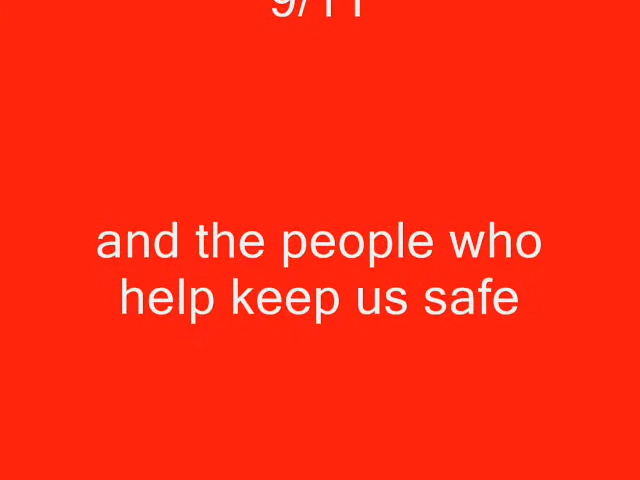 9/11
and the people who
help keep us safe